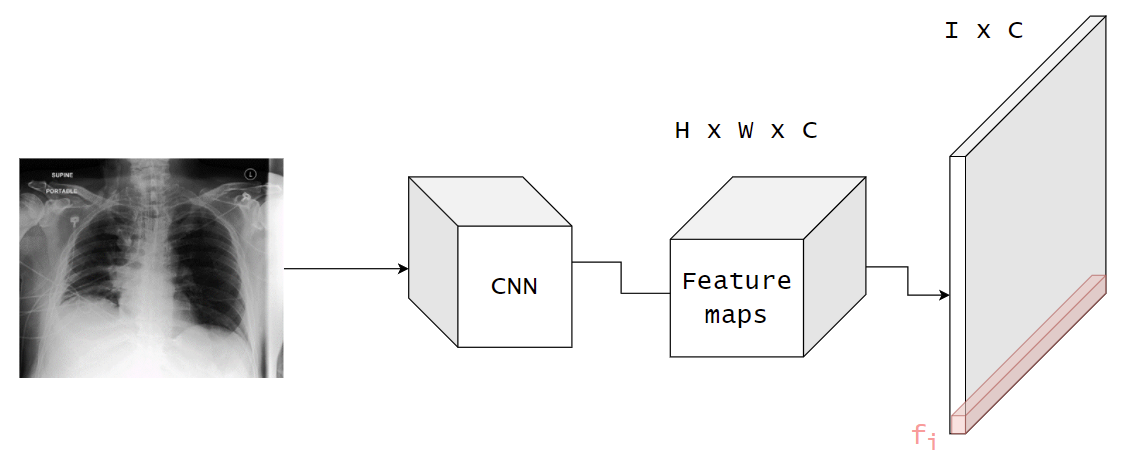 SUPINE
PORTABLE
L
CNN
H x W x C
Feature
maps
I x C
fi